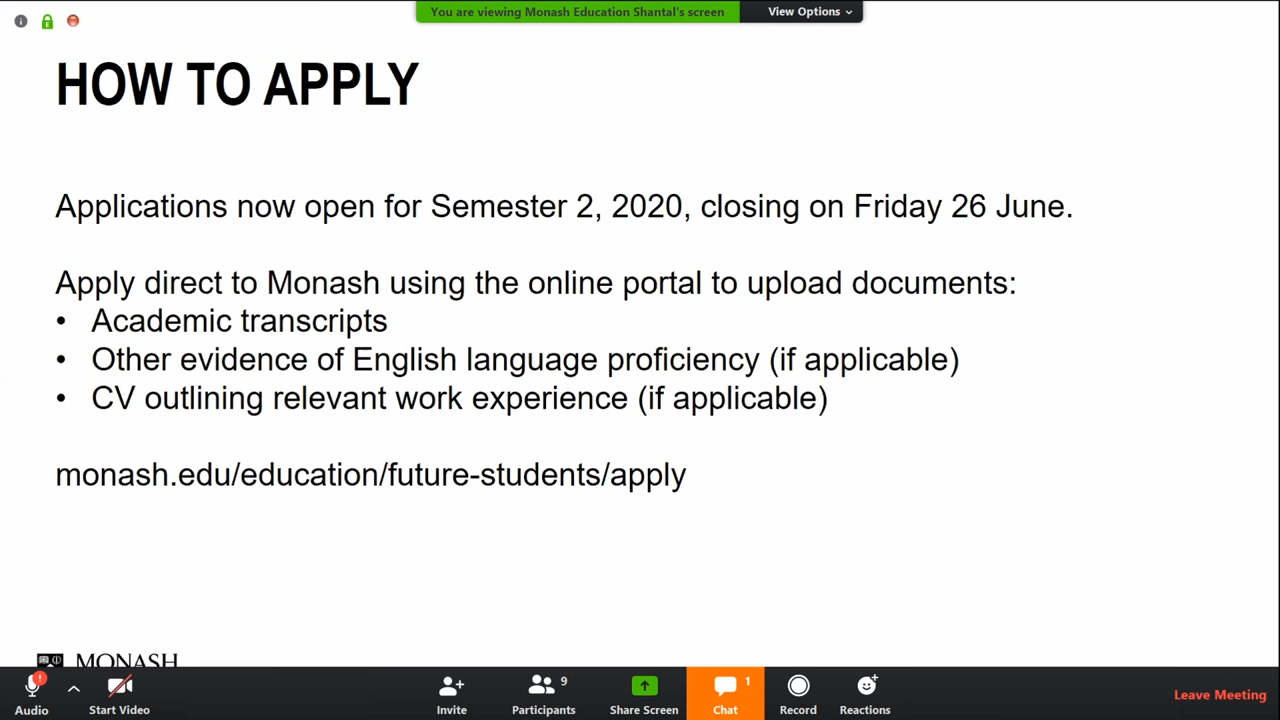 You are viewing Monash Education Shantal's screen
View Options
HOW TO APPLY
Applications now open for Semester 2, 2020, closing on Friday 26 June.
Apply direct to Monash using the online portal to upload documents:
• Academic transcripts
• Other evidence of English language proficiency (if applicable)
• CV outlining relevant work experience (if applicable)
monash.edu/education/future-students/apply
MONASH
Audio
Start Video
Invite
Participants 9
Share Screen
Chat 1
Record
Reactions
Leave Meeting